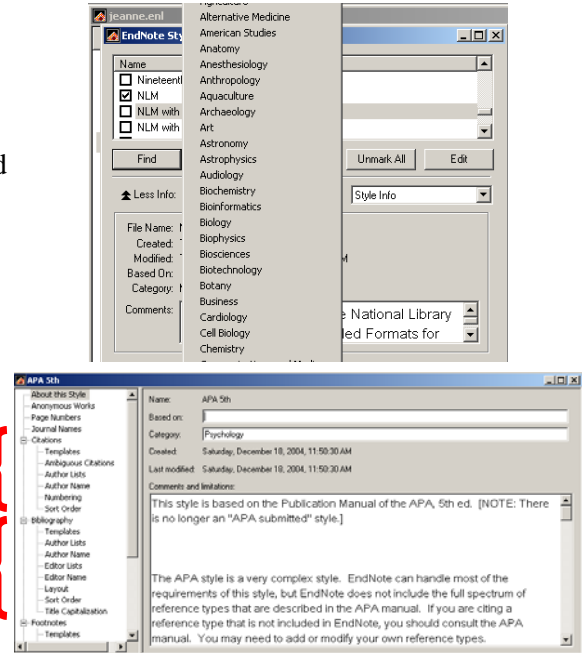 jeanne.enl
Agriculture
Alternative Medicine
EndNote Sty
American Studies
Anatomy
Name
Anesthesiology
Nineteenth
Anthropology
NLM
Aquaculture
NLM with
Archaeology
NLM with
Art
Astronomy
d
Find
Astrophysics
Unmark All
Edit
Audiology
Less Info:
Biochemistry
Style Info
Bioinformatics
File Name: N
Biology
Created: T
Biophysics
Modified: T
Biosciences
M
Based On:
Biotechnology
Category: N
Botany
Business
Comments:
Cardiology
e National Library
Cell Biology
ded Formats for
Chemistry
APA 5th
About this Style
Anonymous Works
Page Numbers
Journal Names
Citations
Templates
Ambiguous Citations
Author Lists
Author Name
Numbering
Sort Order
Bibliography
Templates
Author Lists
Author Name
Editor Lists
Editor Name
Layout
Sort Order
Title Capitalization
Footnotes
Templates
Name: APA 5th
Based on:
Category: Psychology
Created: Saturday, December 18, 2004, 11:50:30 AM
Last modified: Saturday, December 18, 2004, 11:50:30 AM
Comments and limitations:
This style is based on the Publication Manual of the APA, 5th ed. [NOTE: There
is no longer an "APA submitted" style.]
The APA style is a very complex style. EndNote can handle most of the
requirements of this style, but EndNote does not include the full spectrum of
reference types that are described in the APA manual. If you are citing a
reference type that is not included in EndNote, you should consult the APA
manual. You may need to add or modify your own reference types.